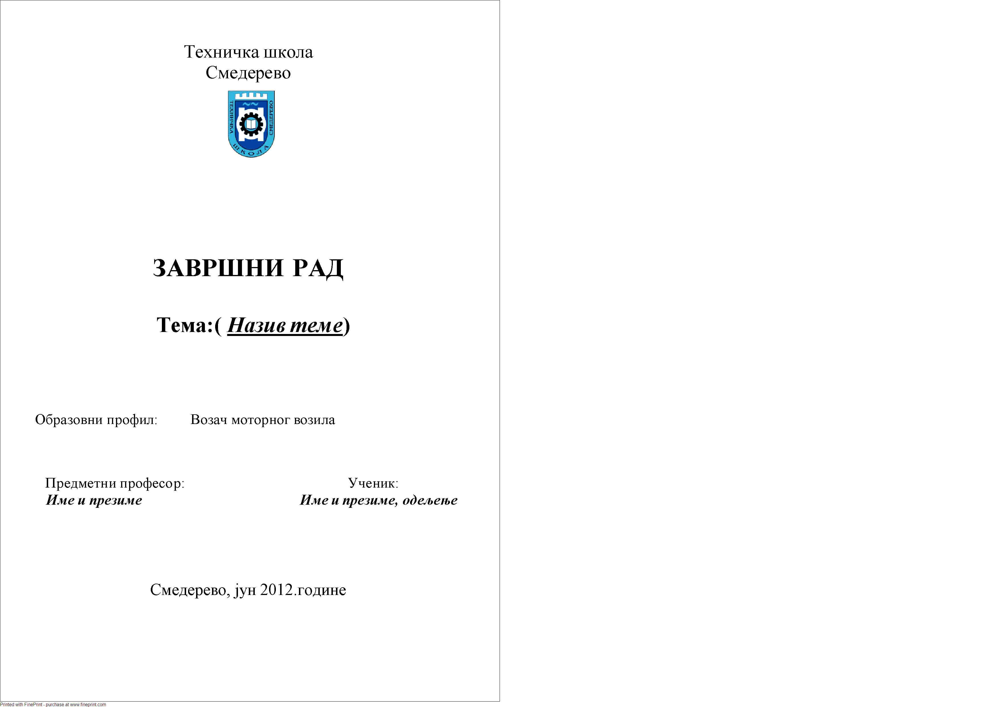 Техничка школа
Смедерево
ТЕХНИЧКА
ШКОЛА
СМЕДЕРЕВО
ЗАВРШНИ РАД
Тема:( Назив теме)
Образовни профил: Возач моторног возила
Предметни професор: Ученик:
Име и презиме Име и презиме, одељење
Смедерево, јун 2012.године
Printed with FinePrint - purchase at www.fineprint.com